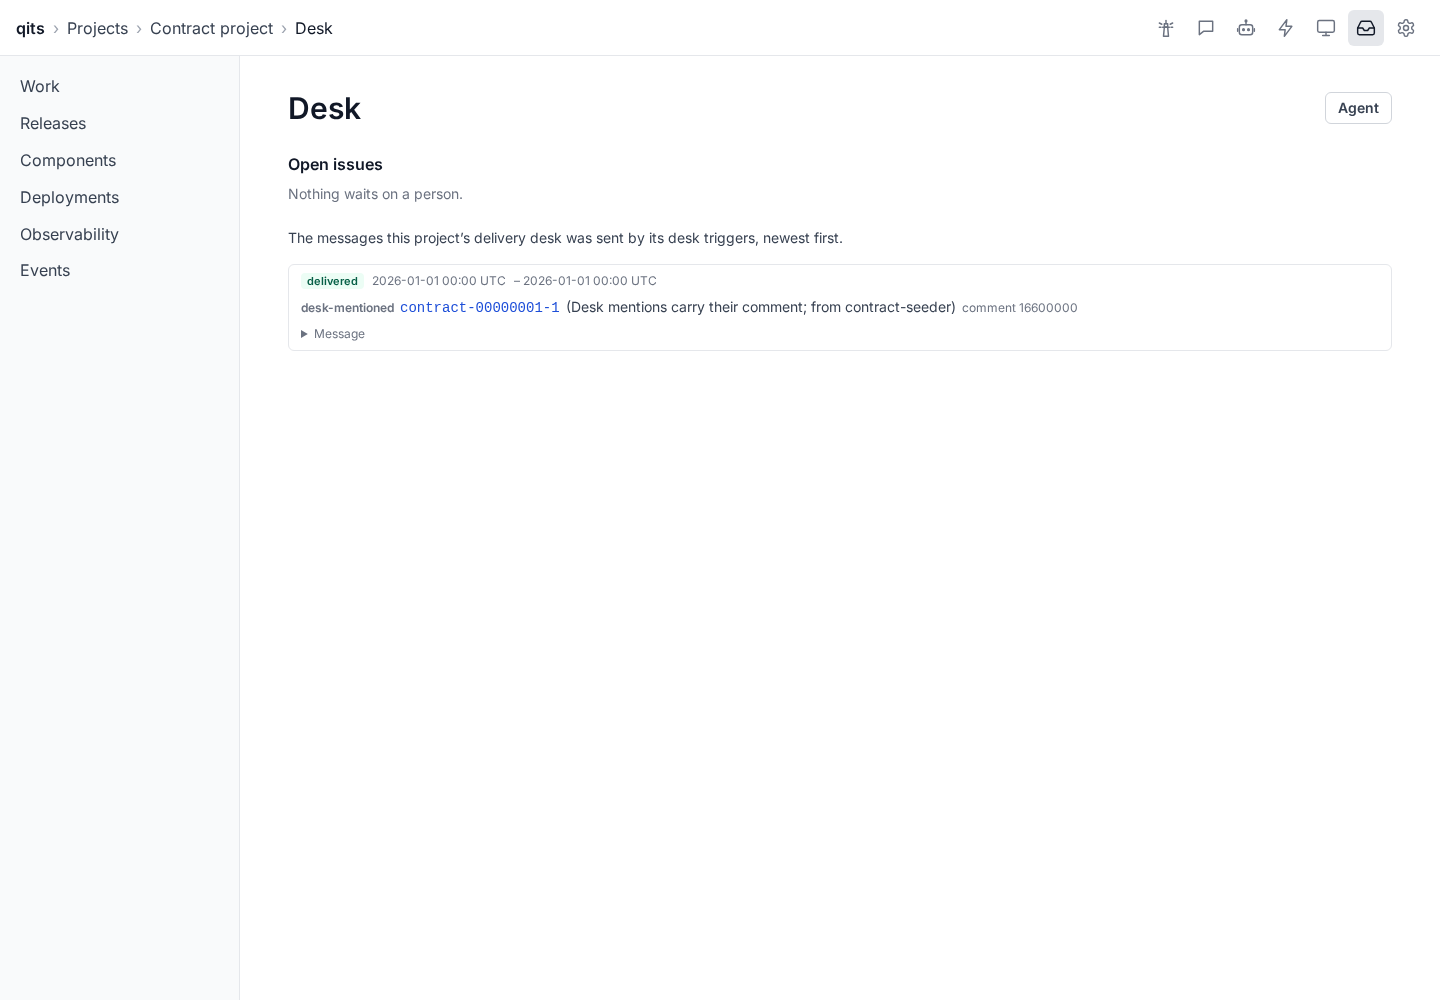 qits › Projects › Contract project › Desk
Work
Releases
Components
Deployments
Observability
Events
Desk
Agent
Open issues
Nothing waits on a person.
The messages this project’s delivery desk was sent by its desk triggers, newest first.
delivered 2026-01-01 00:00 UTC – 2026-01-01 00:00 UTC
desk-mentioned contract-00000001-1 (Desk mentions carry their comment; from contract-seeder) comment 16600000
Message